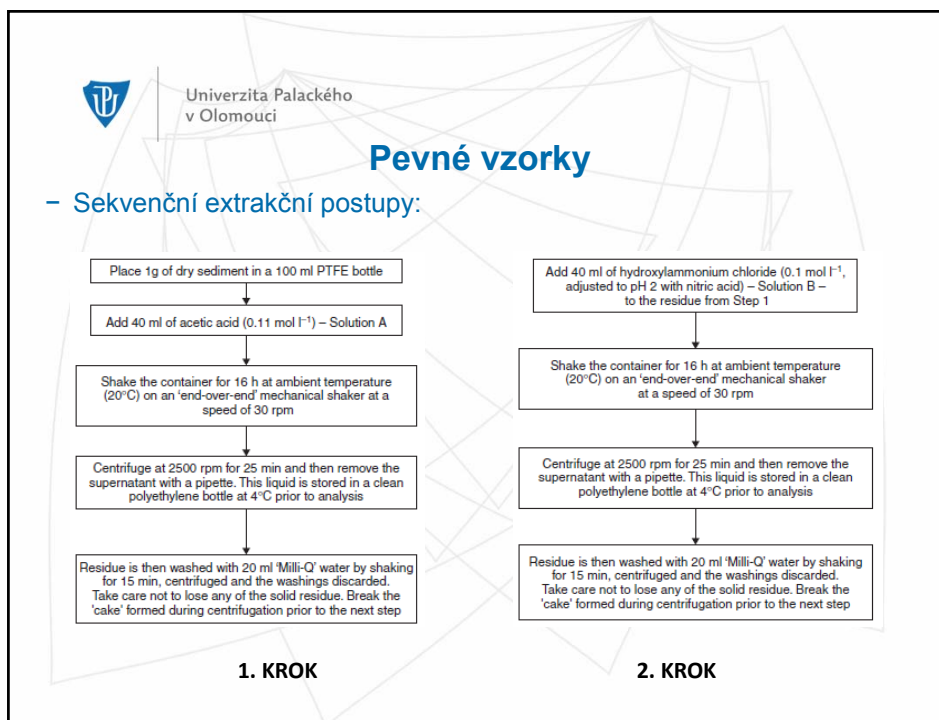 Univerzita Palackého
v Olomouci
Pevné vzorky
− Sekvenční extrakční postupy:
Place 1g of dry sediment in a 100 ml PTFE bottle
Add 40 ml of acetic acid (0.11 mol l⁻¹) – Solution A
Shake the container for 16 h at ambient temperature
(20°C) on an 'end-over-end' mechanical shaker at a
speed of 30 rpm
Centrifuge at 2500 rpm for 25 min and then remove the
supernatant with a pipette. This liquid is stored in a clean
polyethylene bottle at 4°C prior to analysis
Residue is then washed with 20 ml 'Milli-Q' water by shaking
for 15 min, centrifuged and the washings discarded.
Take care not to lose any of the solid residue. Break the
'cake' formed during centrifugation prior to the next step
1. KROK
Add 40 ml of hydroxylammonium chloride (0.1 mol l⁻¹,
adjusted to pH 2 with nitric acid) – Solution B –
to the residue from Step 1
Shake the container for 16 h at ambient temperature
(20°C) on an 'end-over-end' mechanical shaker
at a speed of 30 rpm
Centrifuge at 2500 rpm for 25 min and then remove the
supernatant with a pipette. This liquid is stored in a clean
polyethylene bottle at 4°C prior to analysis
Residue is then washed with 20 ml 'Milli-Q' water by shaking
for 15 min, centrifuged and the washings discarded.
Take care not to lose any of the solid residue. Break the
'cake' formed during centrifugation prior to the next step
2. KROK